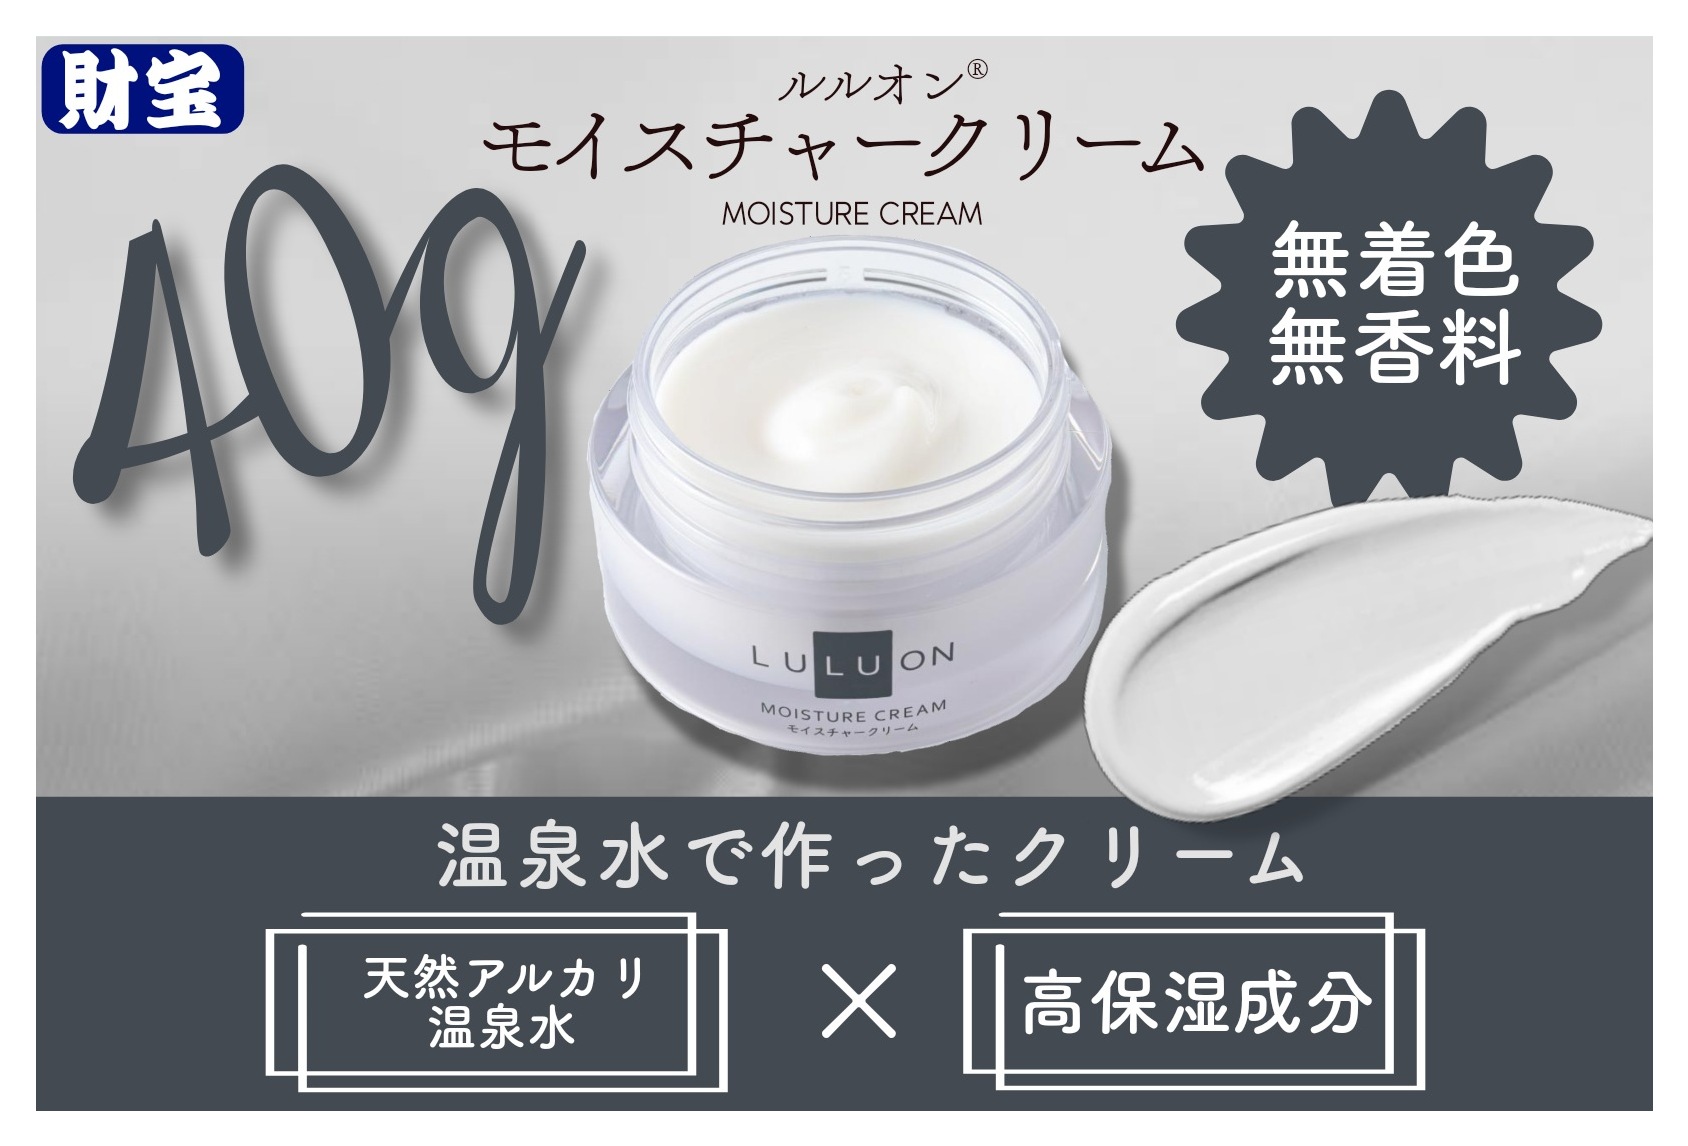 財宝
ルルオン®
モイスチャークリーム
MOISTURE CREAM
40g
無着色
無香料
LULUON
MOISTURE CREAM
モイスチャークリーム
温泉水で作ったクリーム
天然アルカリ
温泉水
×
高保湿成分